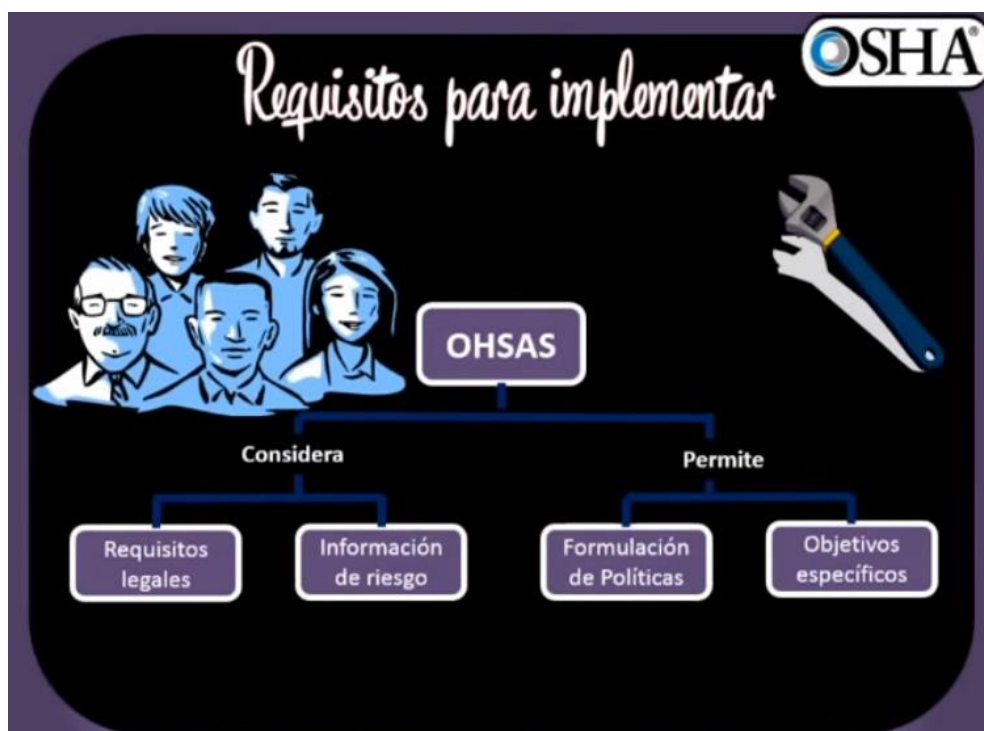 OSHA®
Requisitos para implementar
OHSAS
Considera
Permite
Requisitos
legales
Información
de riesgo
Formulación
de Políticas
Objetivos
específicos